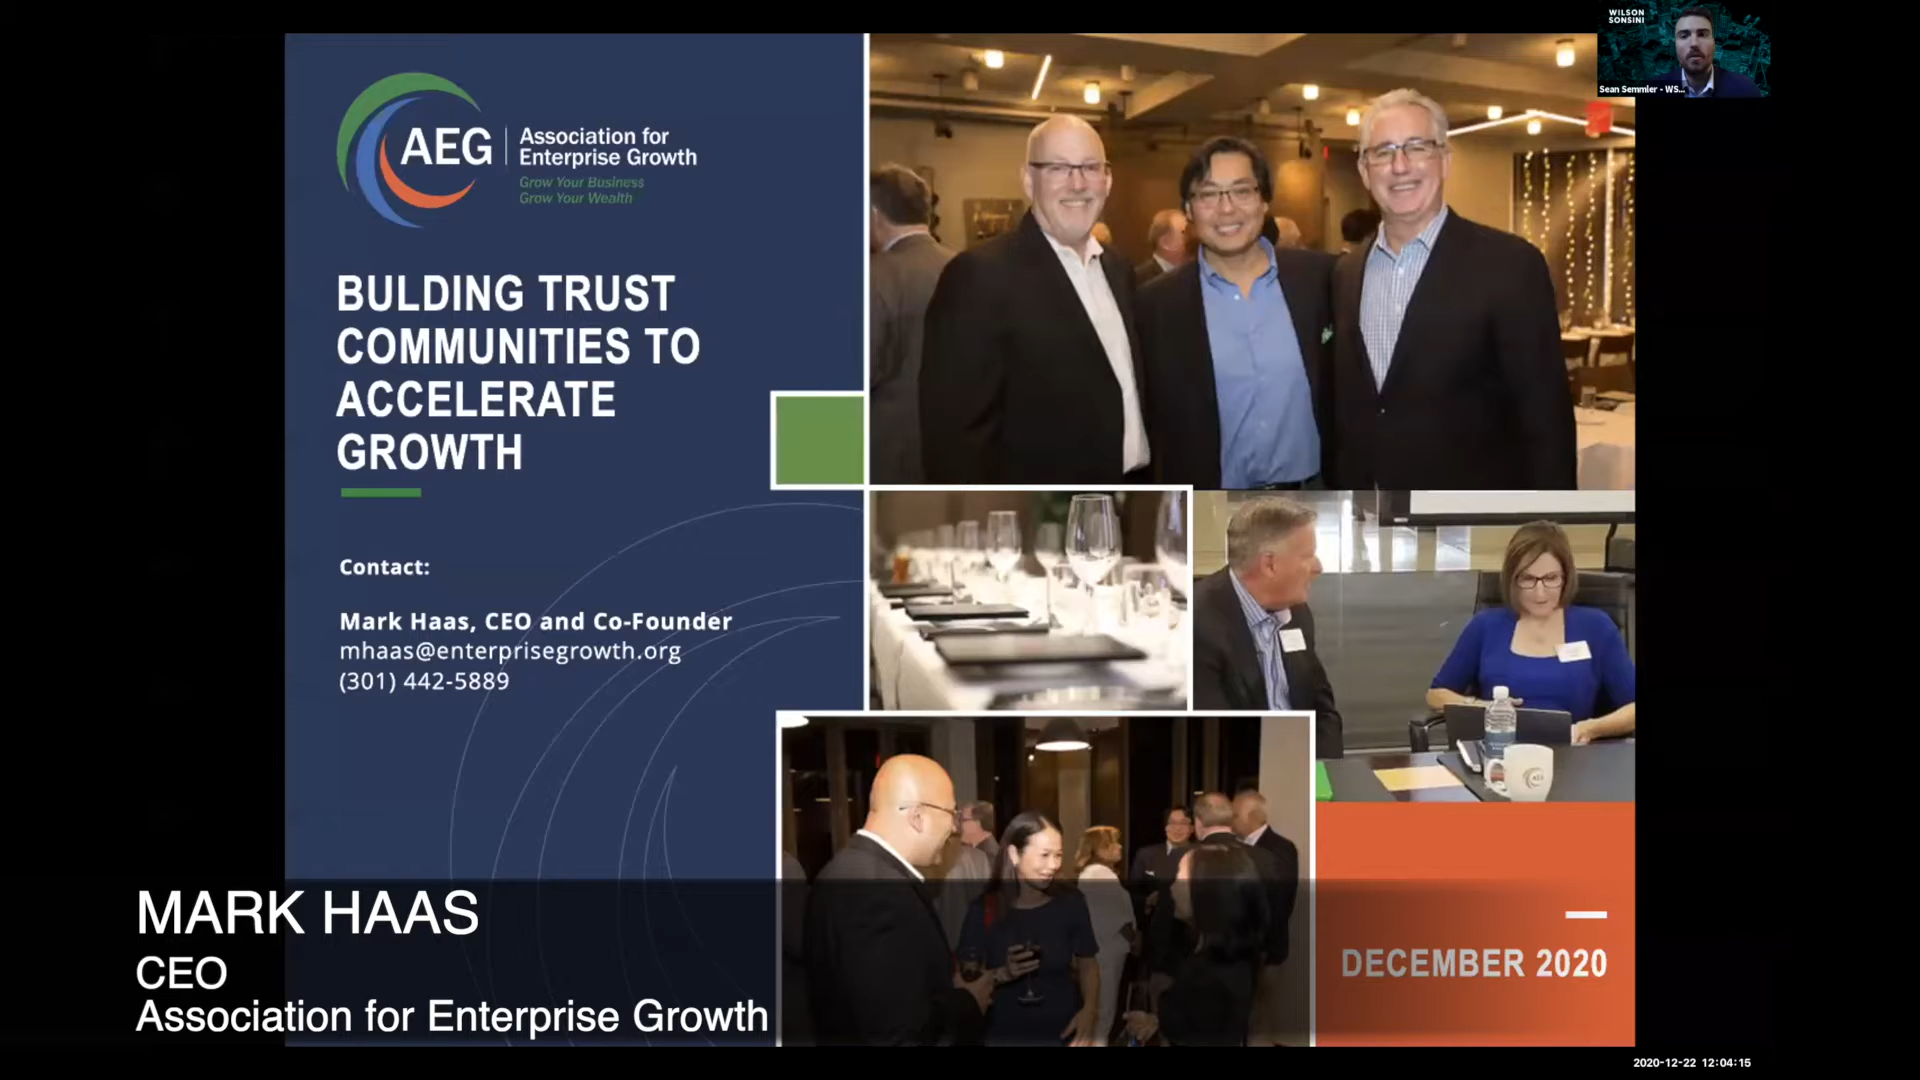 WILSON
SONSINI
Sean Semmler - WS...
AEG
Association for
Enterprise Growth
Grow Your Business
Grow Your Wealth
BULDING TRUST
COMMUNITIES TO
ACCELERATE
GROWTH
Contact:
Mark Haas, CEO and Co-Founder
mhaas@enterprisegrowth.org
(301) 442-5889
AEG
MARK HAAS
CEO
Association for Enterprise Growth
DECEMBER 2020
2020-12-22 12:04:15